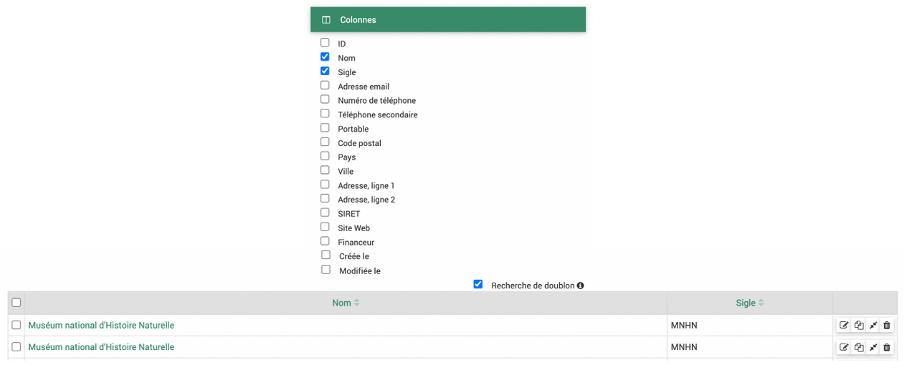 Colonnes
ID
Nom
Sigle
Adresse email
Numéro de téléphone
Téléphone secondaire
Portable
Code postal
Pays
Ville
Adresse, ligne 1
Adresse, ligne 2
SIRET
Site Web
Financeur
Créée le
Modifiée le
Recherche de doublon
Nom Sigle
Muséum national d'Histoire Naturelle MNHN
Muséum national d'Histoire Naturelle MNHN